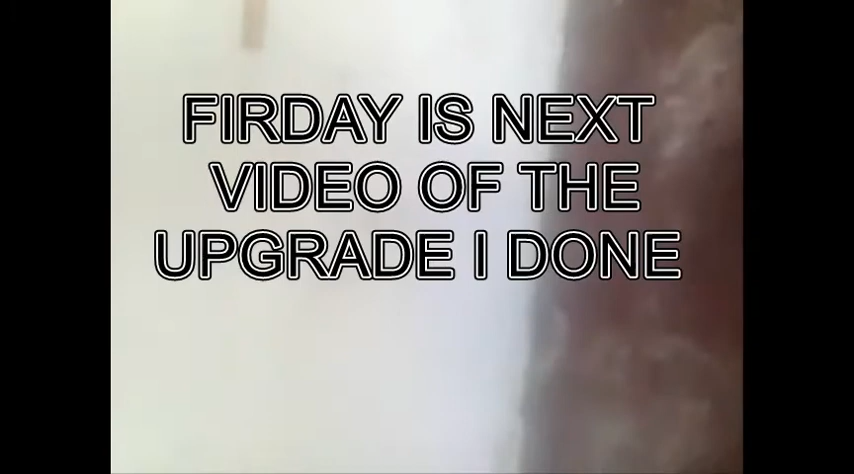 FIRDAY IS NEXT
VIDEO OF THE
UPGRADE I DONE